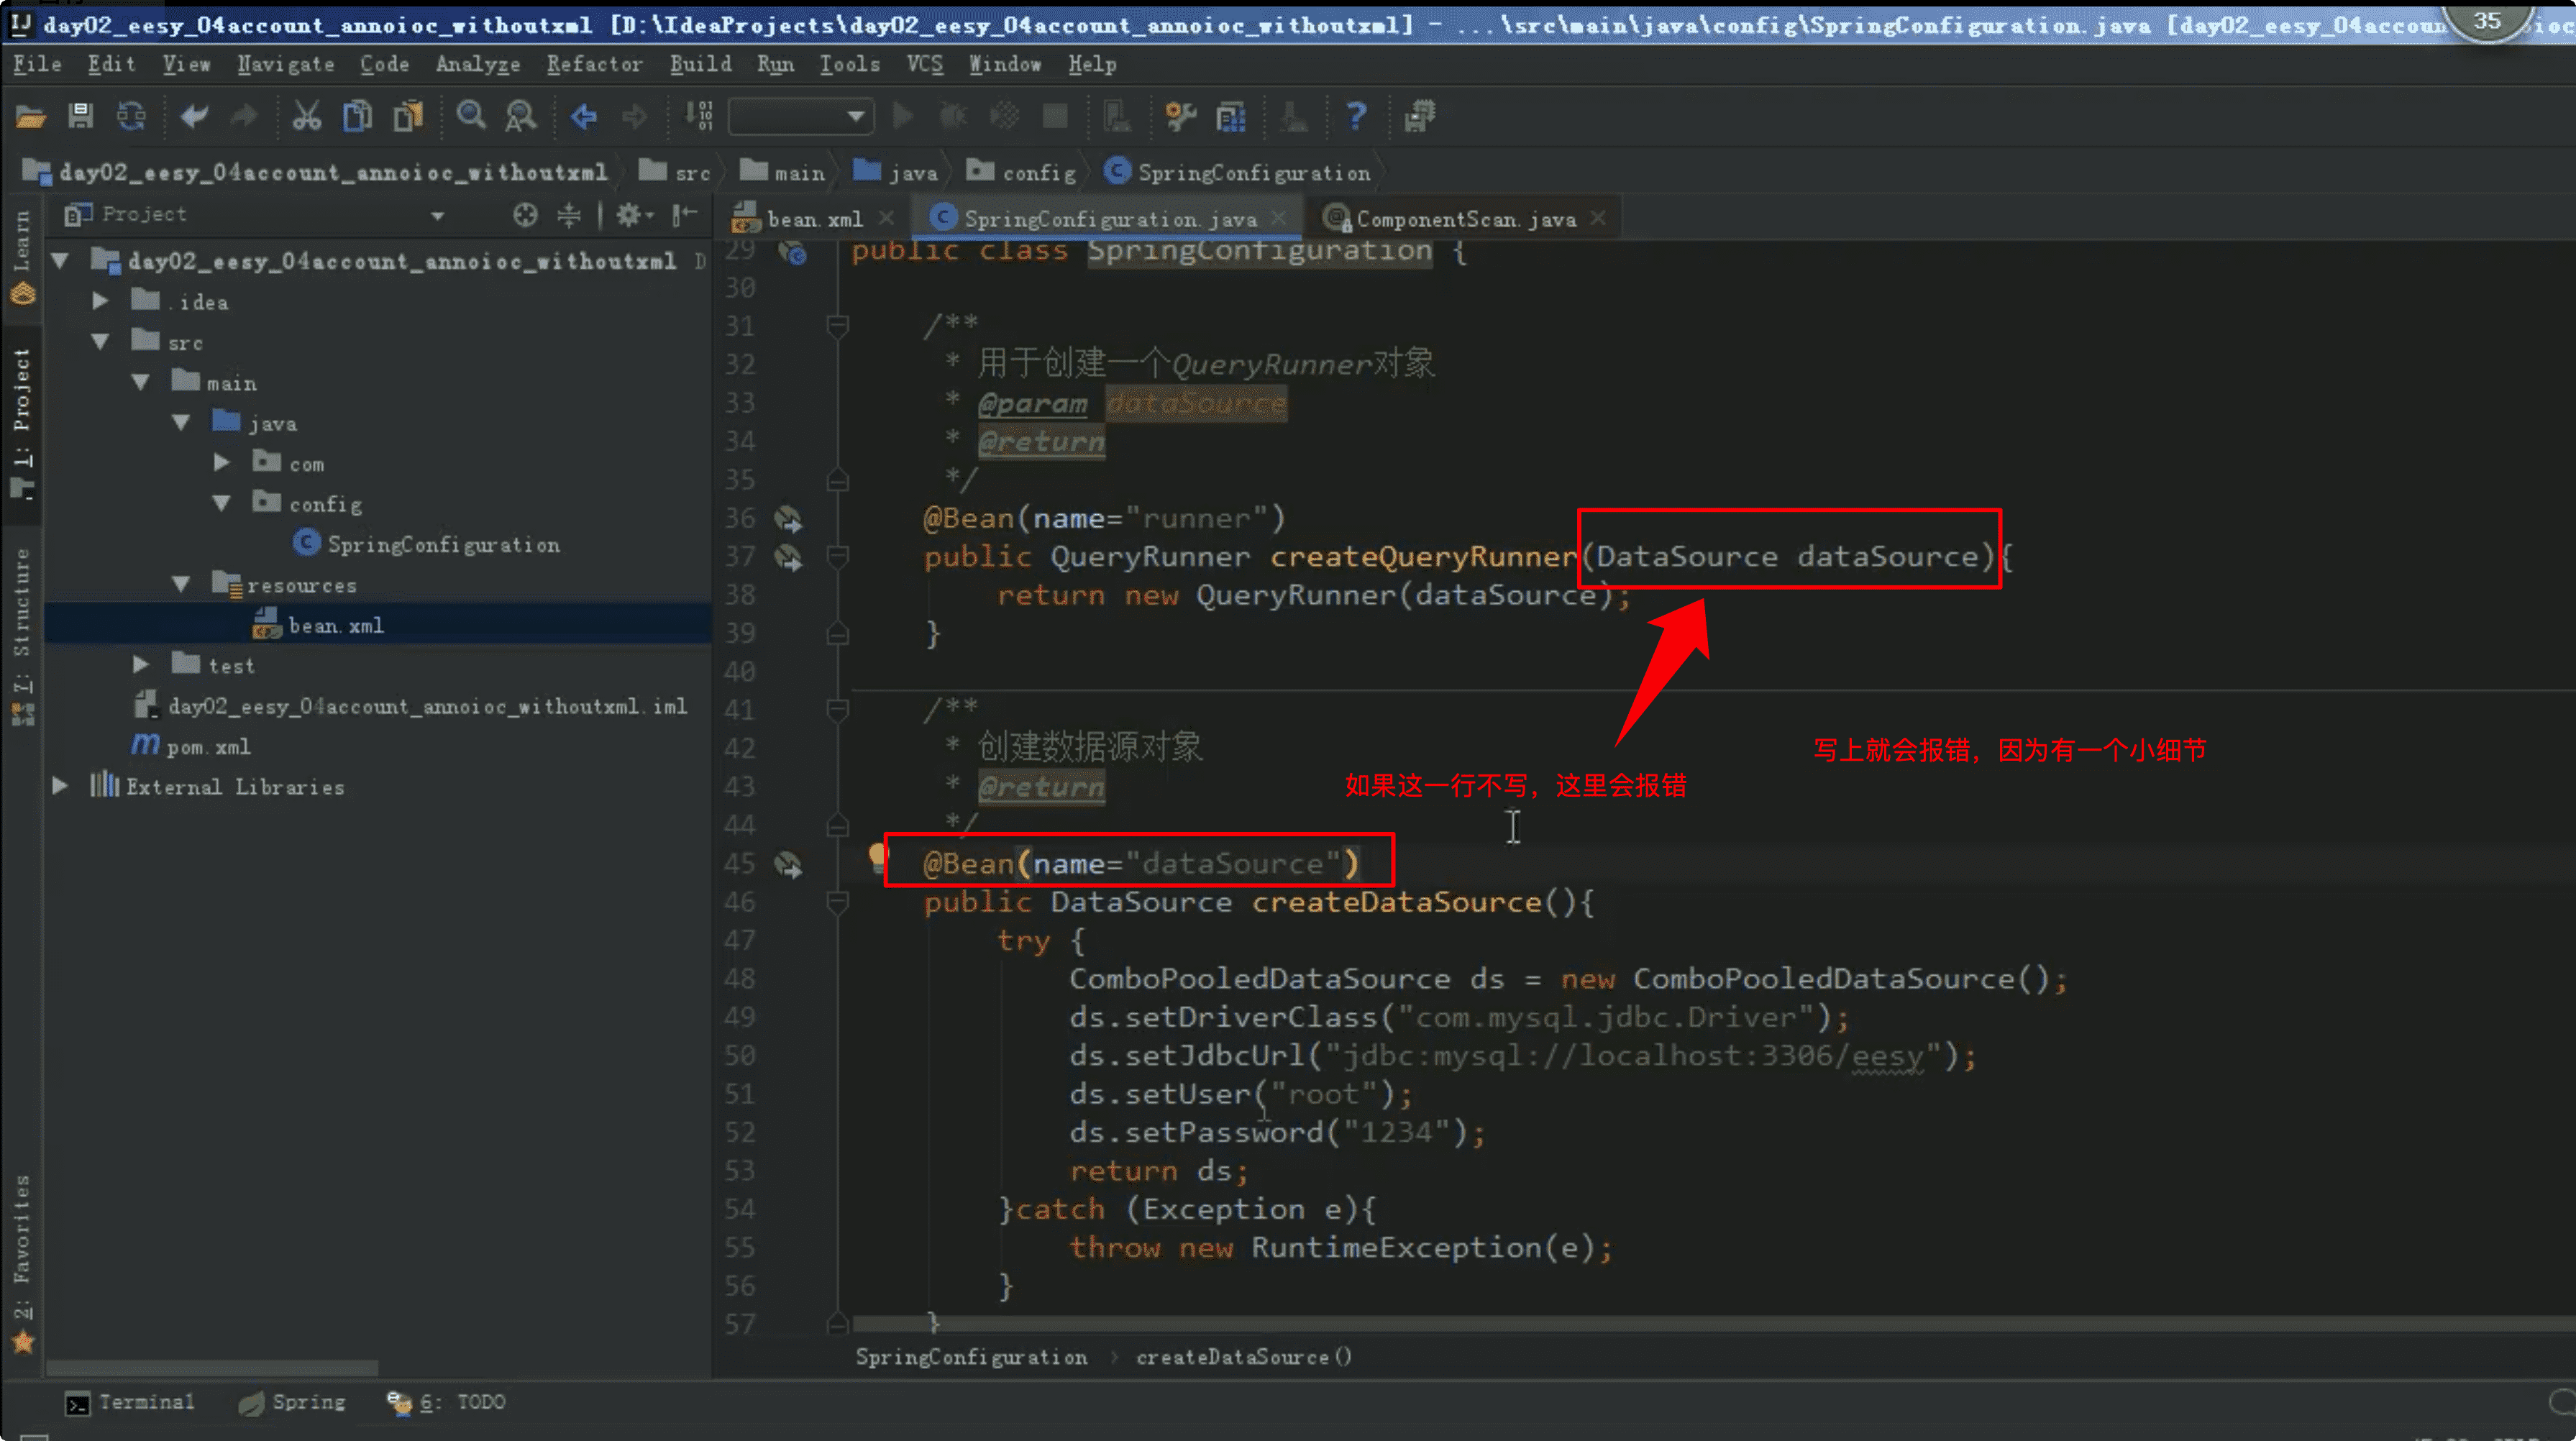 day02_eesy_04account_annoioc_withoutxml [D:\IdeaProjects\day02_eesy_04account_annoioc_withoutxml] - ...\src\main\java\config\SpringConfiguration.java [day02_eesy_04accoun
35
File Edit View Navigate Code Analyze Refactor Build Run Tools VCS Window Help
day02_eesy_04account_annoioc_withoutxml src main java config SpringConfiguration
Project
bean.xml SpringConfiguration.java ComponentScan.java
Learn
1: Project
7: Structure
2: Favorites
day02_eesy_04account_annoioc_withoutxml D
.idea
src
main
java
com
config
SpringConfiguration
resources
bean.xml
test
day02_eesy_04account_annoioc_withoutxml.iml
pom.xml
External Libraries
29 public class SpringConfiguration {
30
31 /**
32 * 用于创建一个QueryRunner对象
33 * @param dataSource
34 * @return
35 */
36 @Bean(name="runner")
37 public QueryRunner createQueryRunner(DataSource dataSource){
38 return new QueryRunner(dataSource);
39 }
40
41 /**
42 * 创建数据源对象
43 * @return
44 */
45 @Bean(name="dataSource")
46 public DataSource createDataSource(){
47 try {
48 ComboPooledDataSource ds = new ComboPooledDataSource();
49 ds.setDriverClass("com.mysql.jdbc.Driver");
50 ds.setJdbcUrl("jdbc:mysql://localhost:3306/eesy");
51 ds.setUser("root");
52 ds.setPassword("1234");
53 return ds;
54 }catch (Exception e){
55 throw new RuntimeException(e);
56 }
57 }
写上就会报错，因为有一个小细节
如果这一行不写，这里会报错
SpringConfiguration createDataSource()
Terminal Spring 6: TODO